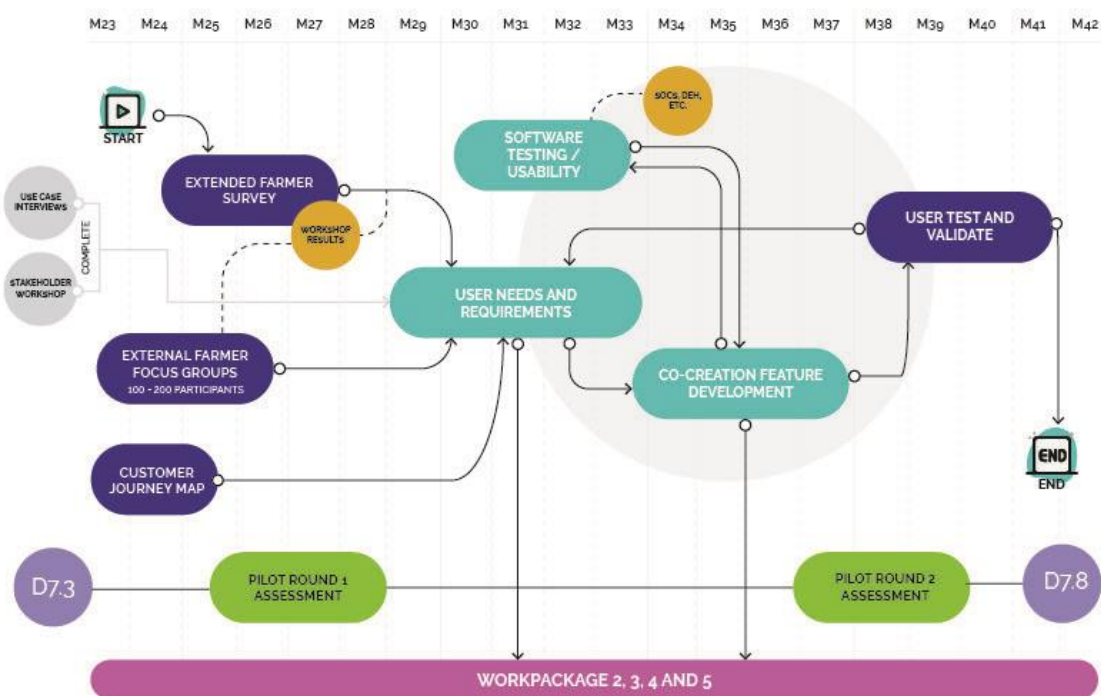 M23 M24 M25 M26 M27 M28 M29 M30 M31 M32 M33 M34 M35 M36 M37 M38 M39 M40 M41 M42
START
SOCs, DEH,
ETC.
SOFTWARE
TESTING /
USABILITY
EXTENDED FARMER
SURVEY
USE CASE
INTERVIEWS
COMPLETE
STAKEHOLDER
WORKSHOP
WORKSHOP
RESULTS
USER TEST AND
VALIDATE
USER NEEDS AND
REQUIREMENTS
EXTERNAL FARMER
FOCUS GROUPS
100 - 200 PARTICIPANTS
CO-CREATION FEATURE
DEVELOPMENT
CUSTOMER
JOURNEY MAP
END
END
D7.3
PILOT ROUND 1
ASSESSMENT
PILOT ROUND 2
ASSESSMENT
D7.8
WORKPACKAGE 2, 3, 4 AND 5